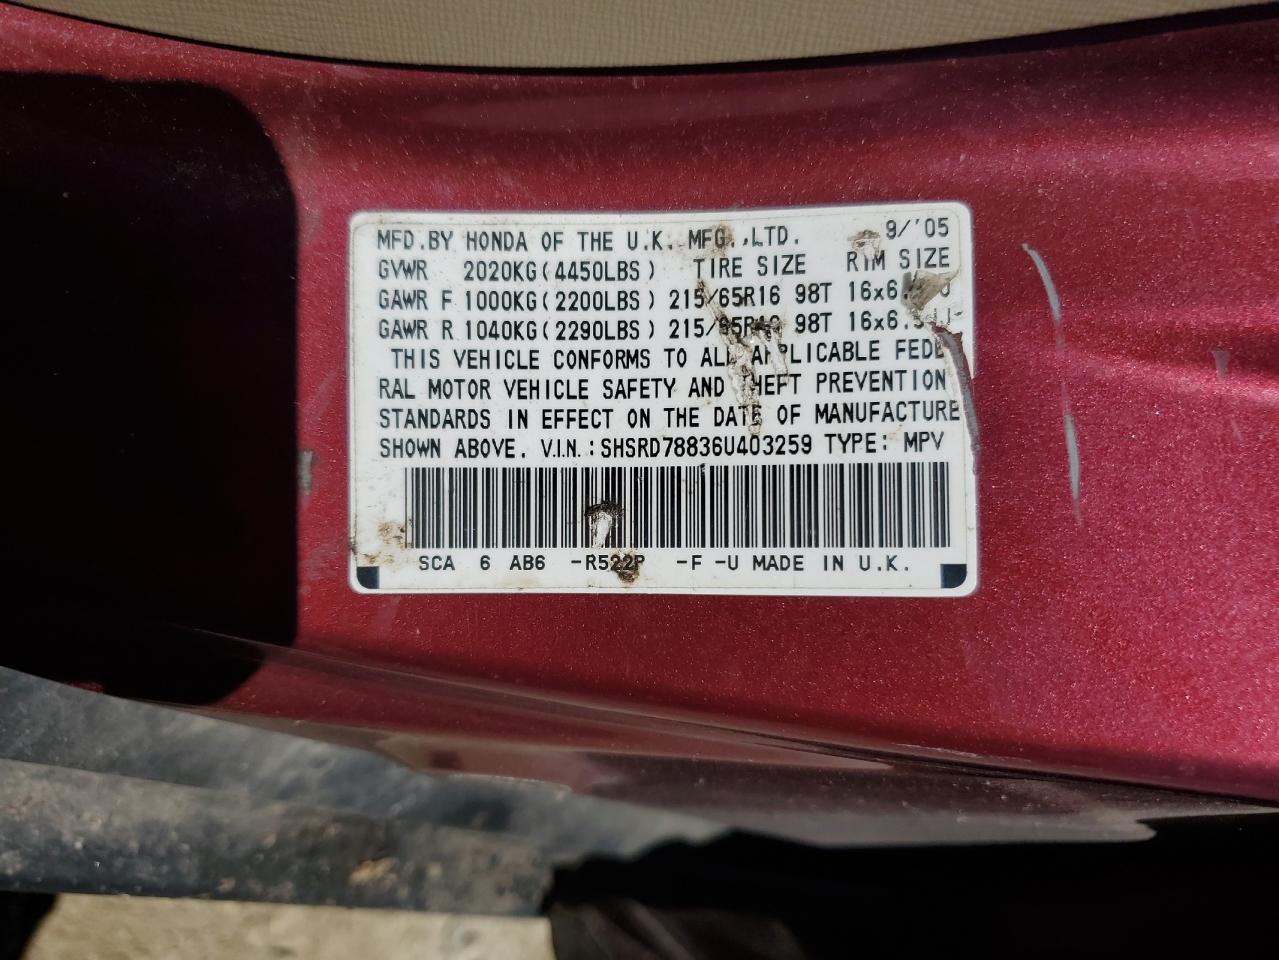 MFD.BY HONDA OF THE U.K. MFG.,LTD. 9/'05
GVWR 2020KG(4450LBS) TIRE SIZE RIM SIZE
GAWR F 1000KG(2200LBS) 215/65R16 98T
GAWR R 1040KG(2290LBS) 98T
THIS VEHICLE CONFORMS TO ALL APPLICABLE FEDE
RAL MOTOR VEHICLE SAFETY AND THEFT PREVENTION
STANDARDS IN EFFECT ON THE DATE OF MANUFACTURE
SHOWN ABOVE. V.I.N.:SHSRD78836U403259 TYPE: MPV
SCA 6 AB6 -R522P -F -U MADE IN U.K.